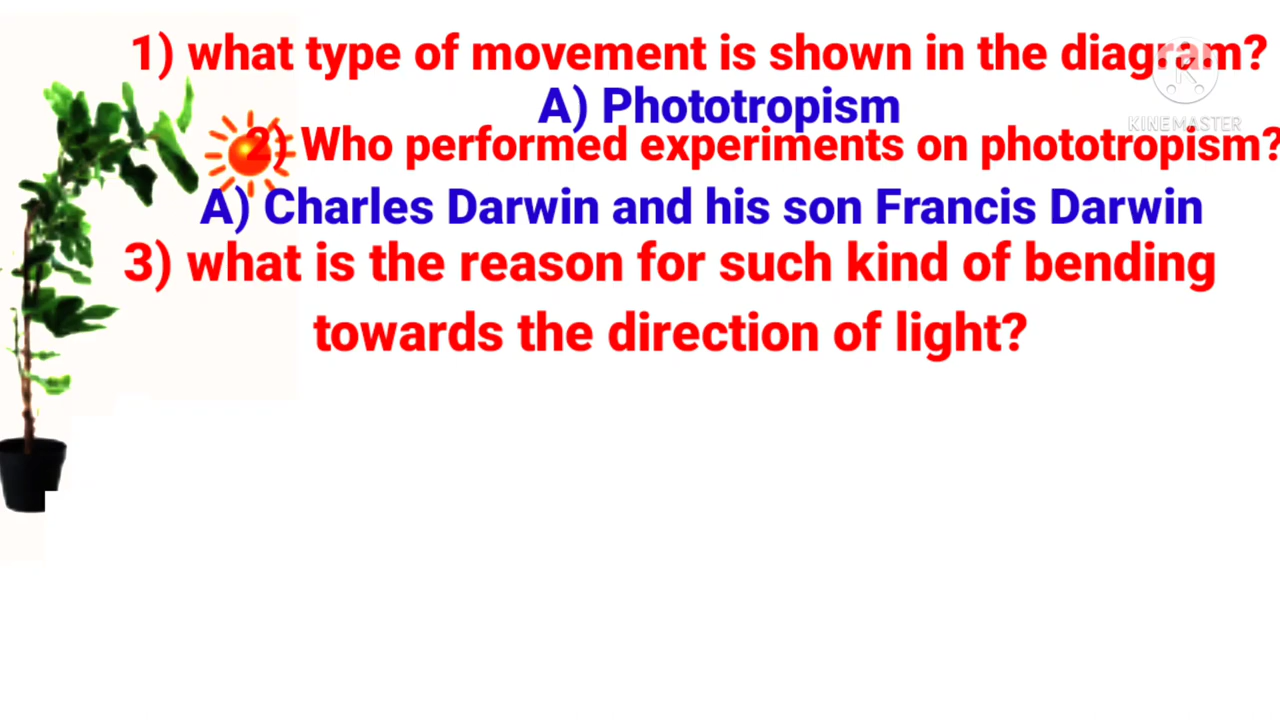 1) what type of movement is shown in the diagram?
A) Phototropism
KINEMASTER
2) Who performed experiments on phototropism?
A) Charles Darwin and his son Francis Darwin
3) what is the reason for such kind of bending
towards the direction of light?